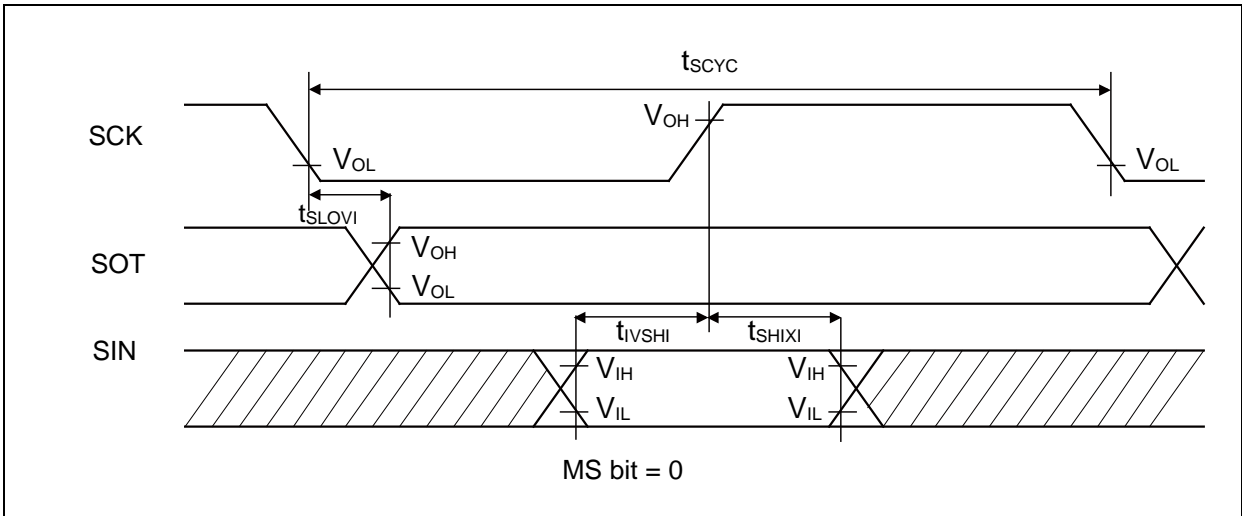 tSCYC
SCK
VOH
VOL
VOL
tSLOVI
SOT
VOH
VOL
tIVSHI
tSHIXI
SIN
VIH
VIH
VIL
VIL
MS bit = 0